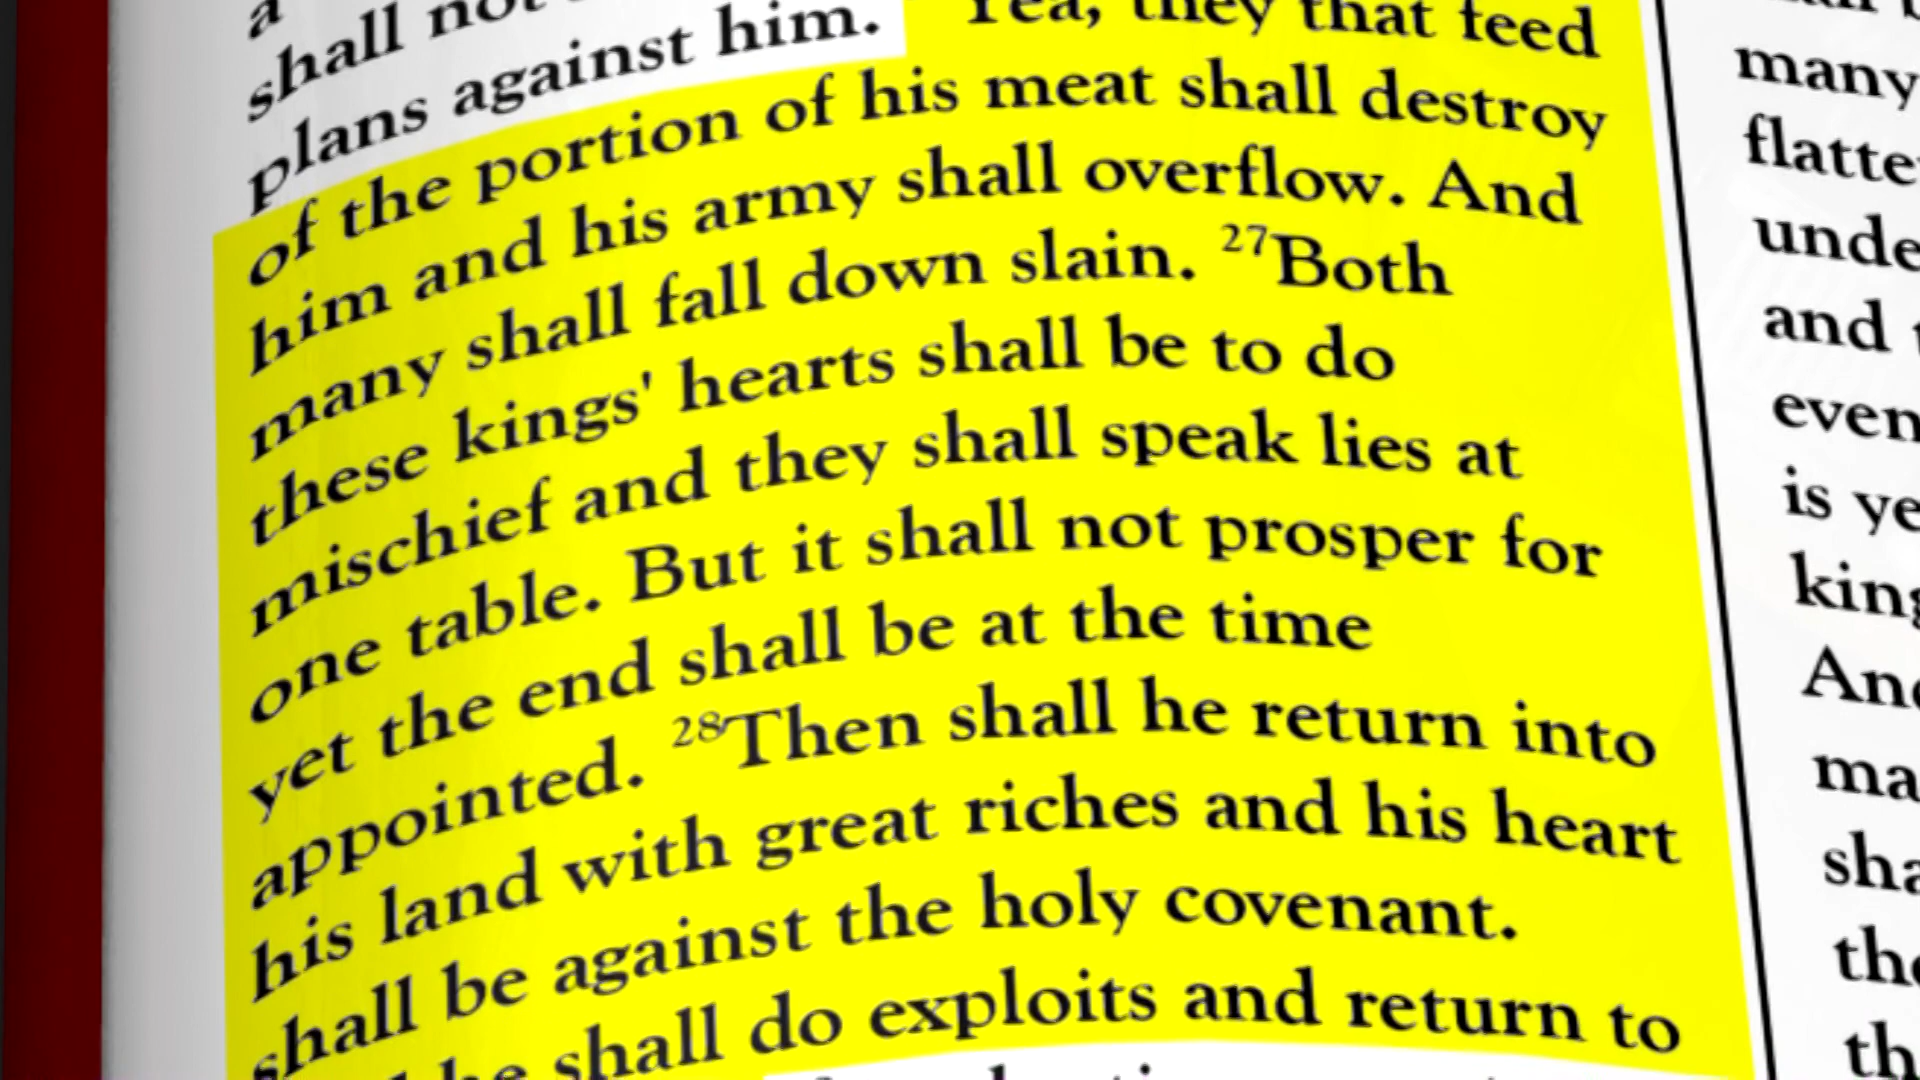 a
shall not
plans against him. Yea, they that feed
of the portion of his meat shall destroy
him and his army shall overflow. And
many shall fall down slain. 27Both
these kings' hearts shall be to do
mischief and they shall speak lies at
one table. But it shall not prosper for
yet the end shall be at the time
appointed. 28Then shall he return into
his land with great riches and his heart
shall be against the holy covenant.
he shall do exploits and return to
many
flatte
unde
and t
even
is ye
king
And
ma
sha
the
th